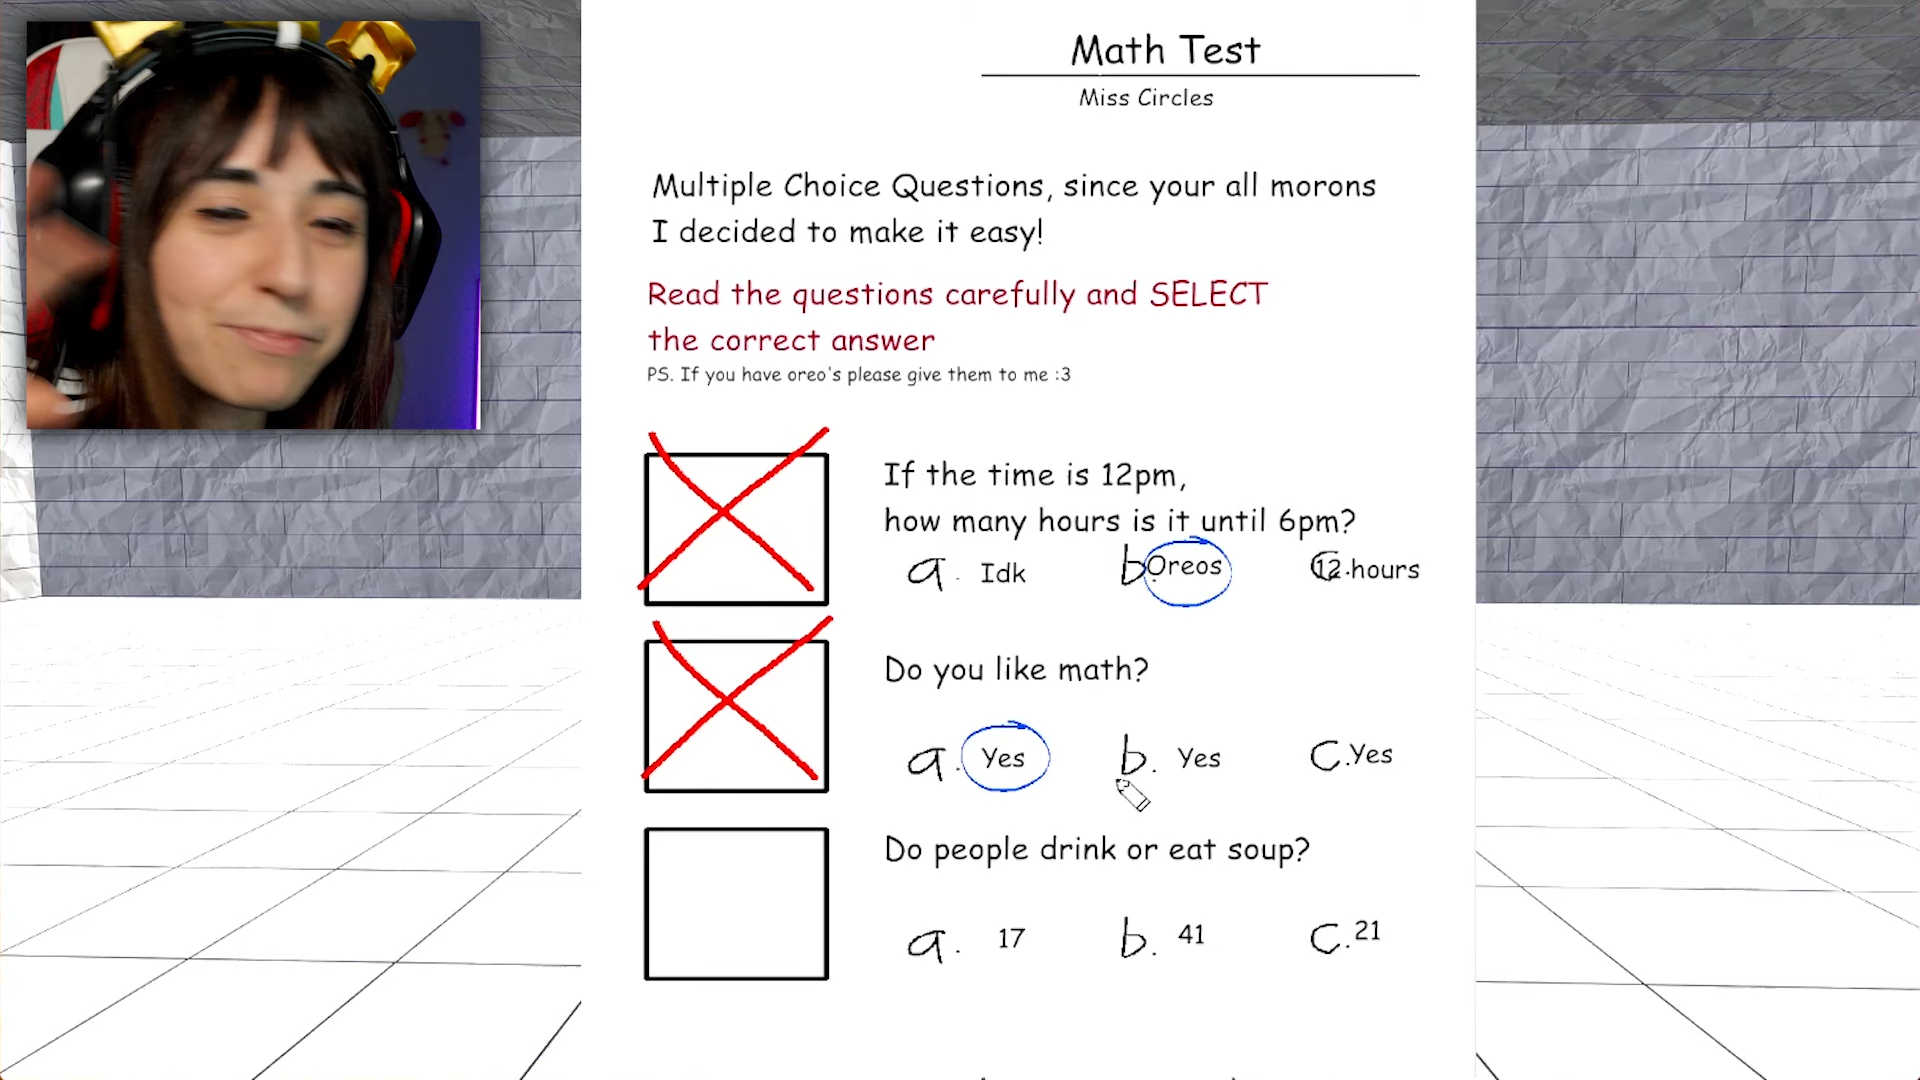 Math Test
Miss Circles
Multiple Choice Questions, since your all morons
I decided to make it easy!
Read the questions carefully and SELECT
the correct answer
PS. If you have oreo's please give them to me :3
If the time is 12pm,
how many hours is it until 6pm?
a. Idk b. Oreos C. 12 hours
Do you like math?
a. Yes b. Yes C. Yes
Do people drink or eat soup?
a. 17 b. 41 C. 21